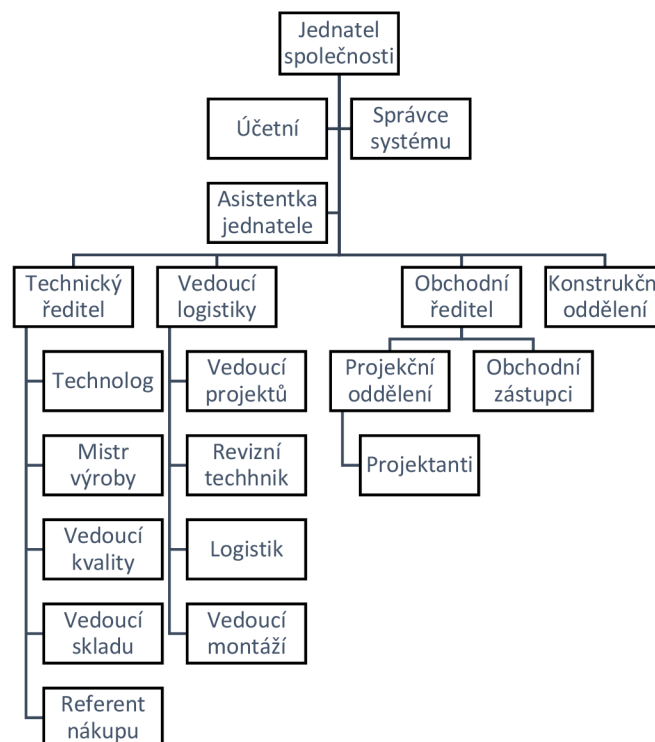 Jednatel
společnosti
Účetní
Správce
systému
Asistentka
jednatele
Technický
ředitel
Vedoucí
logistiky
Obchodní
ředitel
Konstrukčn
oddělení
Technolog
Vedoucí
projektů
Projekční
oddělení
Obchodní
zástupci
Mistr
výroby
Revizní
techhnik
Projektanti
Vedoucí
kvality
Logistik
Vedoucí
skladu
Vedoucí
montáží
Referent
nákupu